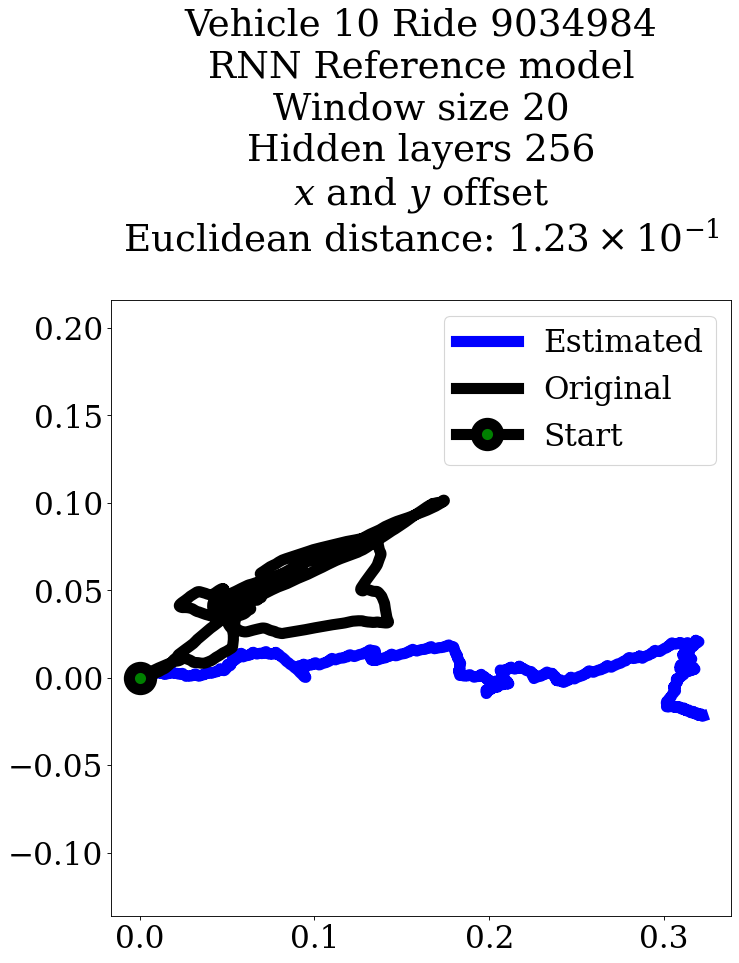 Vehicle 10 Ride 9034984
RNN Reference model
Window size 20
Hidden layers 256
x and y offset
Euclidean distance: 1.23 × 10⁻¹
Estimated
Original
Start
0.20
0.15
0.10
0.05
0.00
−0.05
−0.10
0.0 0.1 0.2 0.3